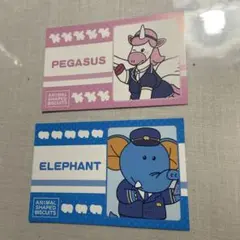 PEGASUS
ANIMAL
SHAPED
BISCUITS
ELEPHANT
ANIMAL
SHAPED
BISCUITS